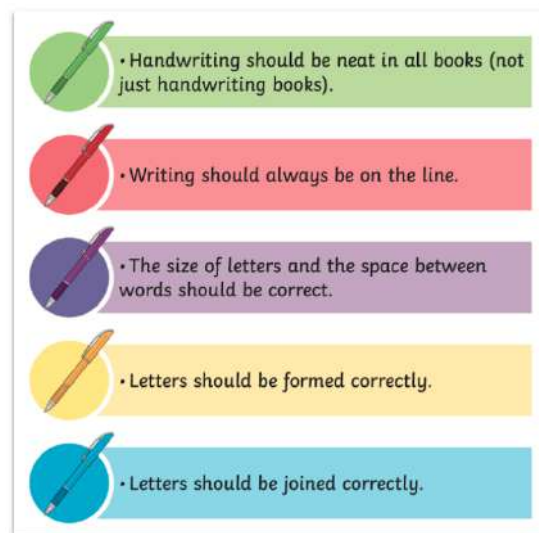 • Handwriting should be neat in all books (not
just handwriting books).
• Writing should always be on the line.
• The size of letters and the space between
words should be correct.
• Letters should be formed correctly.
• Letters should be joined correctly.